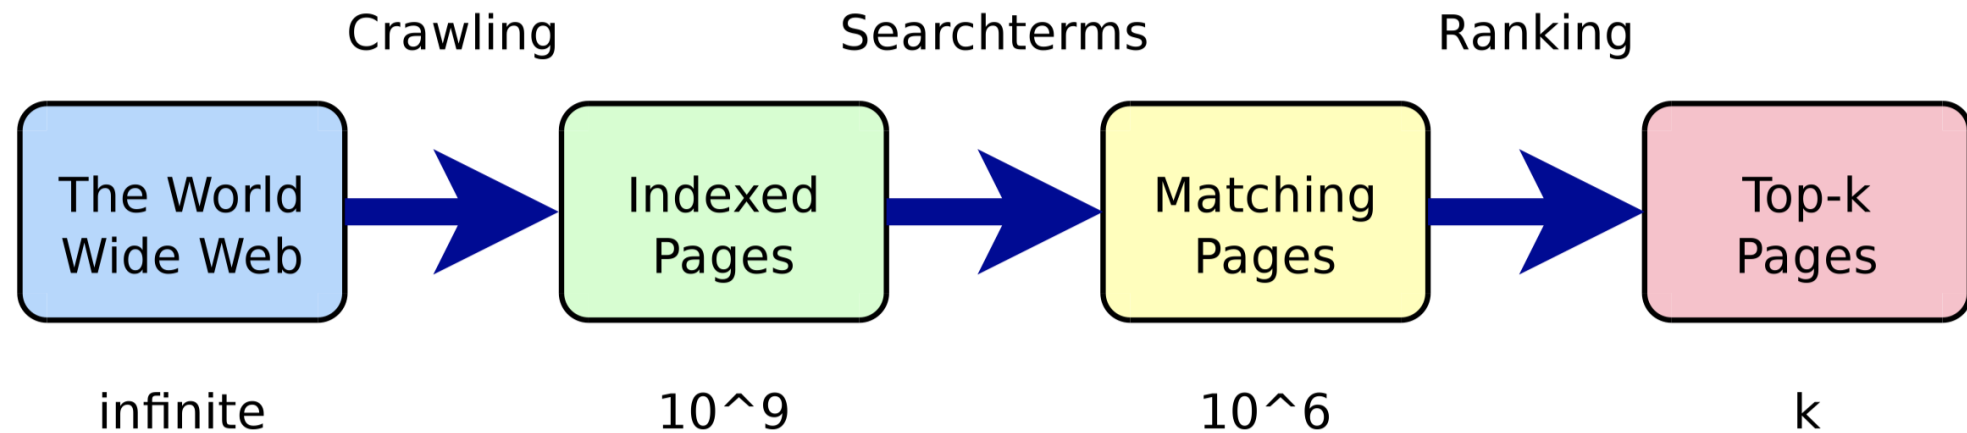 Crawling Searchterms Ranking
The World
Wide Web
Indexed
Pages
Matching
Pages
Top-k
Pages
infinite 10^9 10^6 k